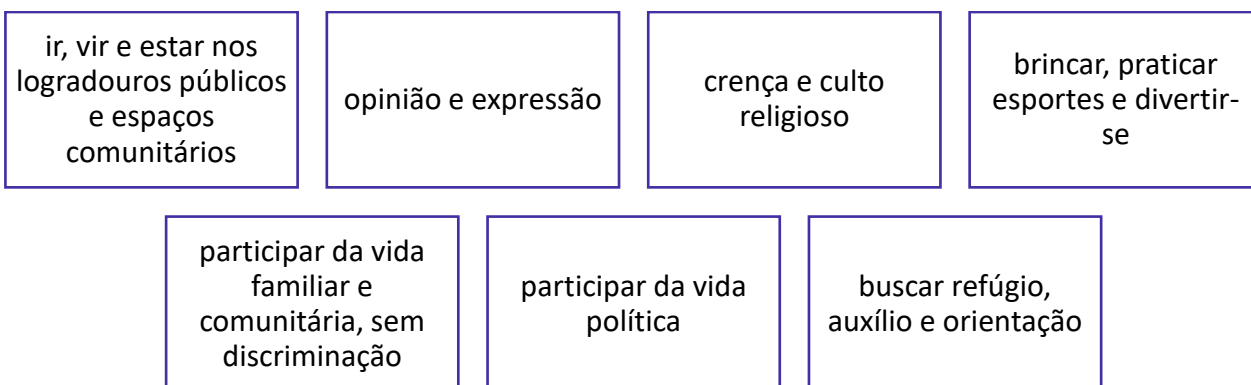 ir, vir e estar nos
logradouros públicos
e espaços
comunitários
opinião e expressão
crença e culto
religioso
brincar, praticar
esportes e divertir-
se
participar da vida
familiar e
comunitária, sem
discriminação
participar da vida
política
buscar refúgio,
auxílio e orientação